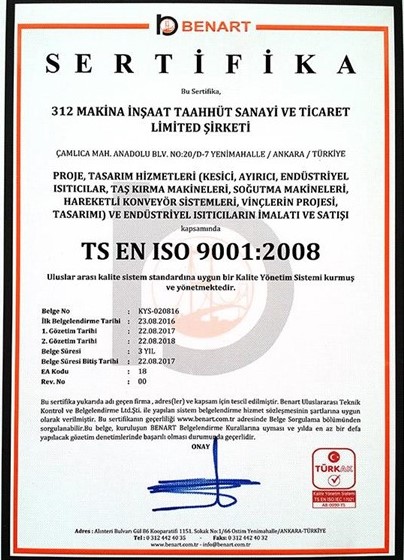 BENART
SERTİFİKA
Bu Sertifika,
312 MAKİNA İNŞAAT TAAHHÜT SANAYİ VE TİCARET
LİMİTED ŞİRKETİ
ÇAMLICA MAH. ANADOLU BLV. NO:20/D-7 YENİMAHALLE / ANKARA / TÜRKİYE
PROJE, TASARIM HİZMETLERİ (KESİCİ, AYIRICI, ENDÜSTRİYEL
ISITICILAR, TAŞ KIRMA MAKİNELERİ, SOĞUTMA MAKİNELERİ,
HAREKETLİ KONVEYÖR SİSTEMLERİ, VİNÇLERİN PROJESİ,
TASARIMI) VE ENDÜSTRİYEL ISITICILARIN İMALATI VE SATIŞI
kapsamında
TS EN ISO 9001:2008
Uluslar arası kalite sistem standardına uygun bir Kalite Yönetim Sistemi kurmuş
ve yönetmektedir.
Belge No : KYS-020816
İlk Belgelendirme Tarihi : 23.08.2016
1. Gözetim Tarihi : 22.08.2017
2. Gözetim Tarihi : 22.08.2018
Belge Süresi : 3 YIL
Belge Süresi Bitiş Tarihi : 22.08.2017
EA Kodu : 18
Rev. No : 00
Bu sertifika yukarıda adı geçen firma , adres(ler) ve kapsam için tescil edilmiştir. Benart Uluslararası Teknik
Kontrol ve Belgelendirme Ltd.Şti. ile yapılan sistem belgelendirme hizmet sözleşmesinin şartlarına uygun
olarak verilmiştir. Bu sertifikanın geçerliliği www.benart.com.tr adresinde Belge Sorgulama bölümünden
sorgulanabilir.Bu belge, kuruluşun BENART Belgelendirme Kurallarına uyması ve yılda en az bir defa
yapılacak gözetim denetimlerinde başarılı olması durumunda geçerlidir.
ONAY
TÜRKAK
Kalite Yönetim Sistemi
TS EN ISO IEC 17021
AB-0090-YS
Adres : Alınteri Bulvarı Gül 86 Kooparatifi 1151. Sokak No:1/66 Ostim Yenimahalle/ANKARA-TÜRKİYE
Tel : 0 312 442 40 35 - Fax: 0 312 442 40 32
www.benart.com.tr -info@benart.com.tr